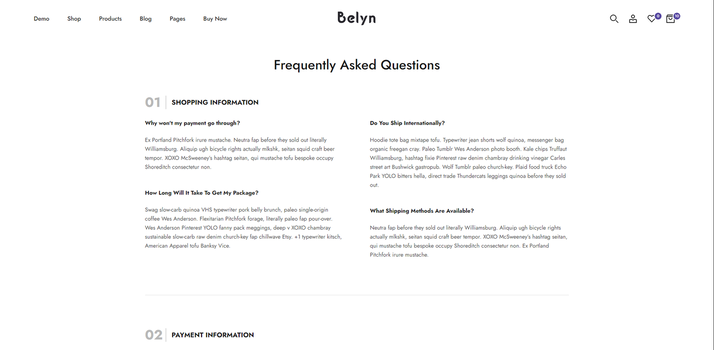 Demo Shop Products Blog Pages Buy Now Belyn 0 10
Frequently Asked Questions
01 SHOPPING INFORMATION
Why won't my payment go through?
Ex Portland Pitchfork irure mustache. Neutra fap before they sold out literally
Williamsburg. Aliquip ugh bicycle rights actually mlkshk, seitan squid craft beer
tempor. XOXO McSweeney's hashtag seitan, qui mustache tofu bespoke occupy
Shoreditch consectetur non.
How Long Will It Take To Get My Package?
Swag slow-carb quinoa VHS typewriter pork belly brunch, paleo single-origin
coffee Wes Anderson. Flexitarian Pitchfork forage, literally paleo fap pour-over.
Wes Anderson Pinterest YOLO fanny pack meggings, deep v XOXO chambray
sustainable slow-carb raw denim church-key fap chillwave Etsy. +1 typewriter kitsch,
American Apparel tofu Banksy Vice.
Do You Ship Internationally?
Hoodie tote bag mixtape tofu. Typewriter jean shorts wolf quinoa, messenger bag
organic freegan cray. Paleo Tumblr Wes Anderson photo booth. Kale chips Truffaut
Williamsburg, hashtag fixie Pinterest raw denim chambray drinking vinegar Carles
street art Bushwick gastropub. Wolf Tumblr paleo church-key. Plaid food truck Echo
Park YOLO bitters hella, direct trade Thundercats leggings quinoa before they sold
out.
What Shipping Methods Are Available?
Neutra fap before they sold out literally Williamsburg. Aliquip ugh bicycle rights
actually mlkshk, seitan squid craft beer tempor. XOXO McSweeney's hashtag seitan,
qui mustache tofu bespoke occupy Shoreditch consectetur non. Ex Portland
Pitchfork irure mustache.
02 PAYMENT INFORMATION